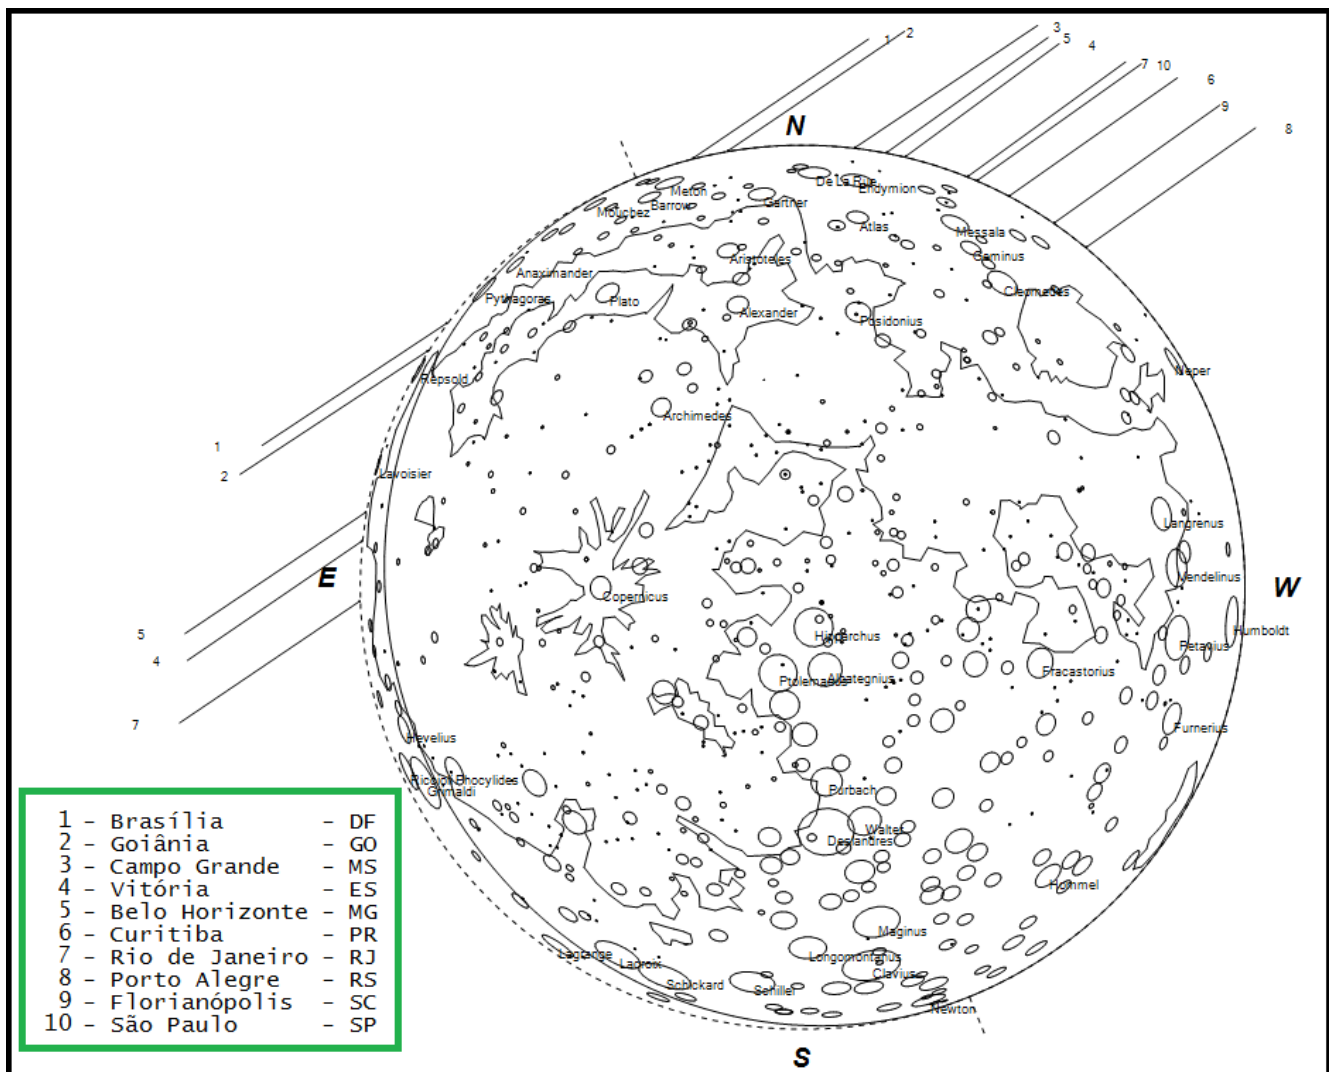 1
2
3
5
4
7
10
6
9
8
N
De La Rue
Endymion
Meton
Barrow
Gartner
Mouchez
Atlas
Messala
Geminus
Aristoteles
Anaximander
Cleomedes
Pythagoras
Plato
Alexander
Posidonius
Repsold
Neper
Archimedes
1
2
Lavoisier
Langrenus
E
W
Vendelinus
Copernicus
5
Hipparchus
Humboldt
Petavius
4
Ptolemaeus
Albategnius
Fracastorius
7
Furnerius
Hevelius
Riccioli
Phocylides
Grimaldi
Purbach
Walter
Deslandres
Hommel
Maginus
Lagrange
Lacroix
Longomontanus
Clavius
Schickard
Schiller
Newton
S
1 - Brasília - DF
2 - Goiânia - GO
3 - Campo Grande - MS
4 - Vitória - ES
5 - Belo Horizonte - MG
6 - Curitiba - PR
7 - Rio de Janeiro - RJ
8 - Porto Alegre - RS
9 - Florianópolis - SC
10 - São Paulo - SP